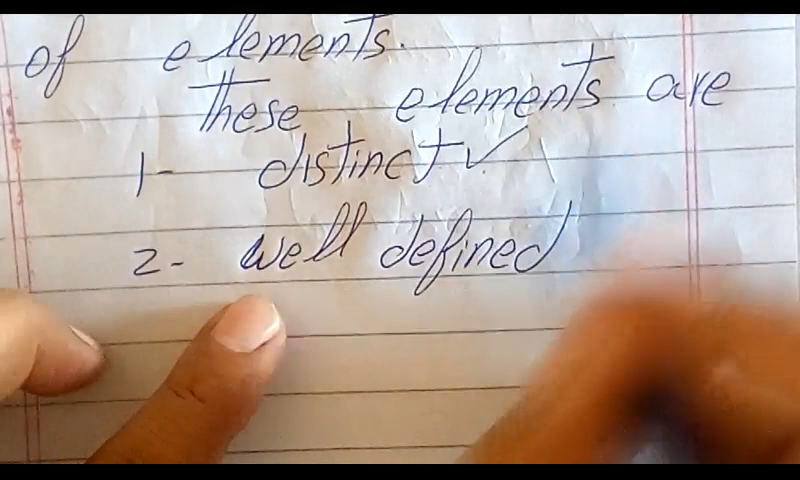 of elements.
These elements are
1- distinct ✓
2- well defined